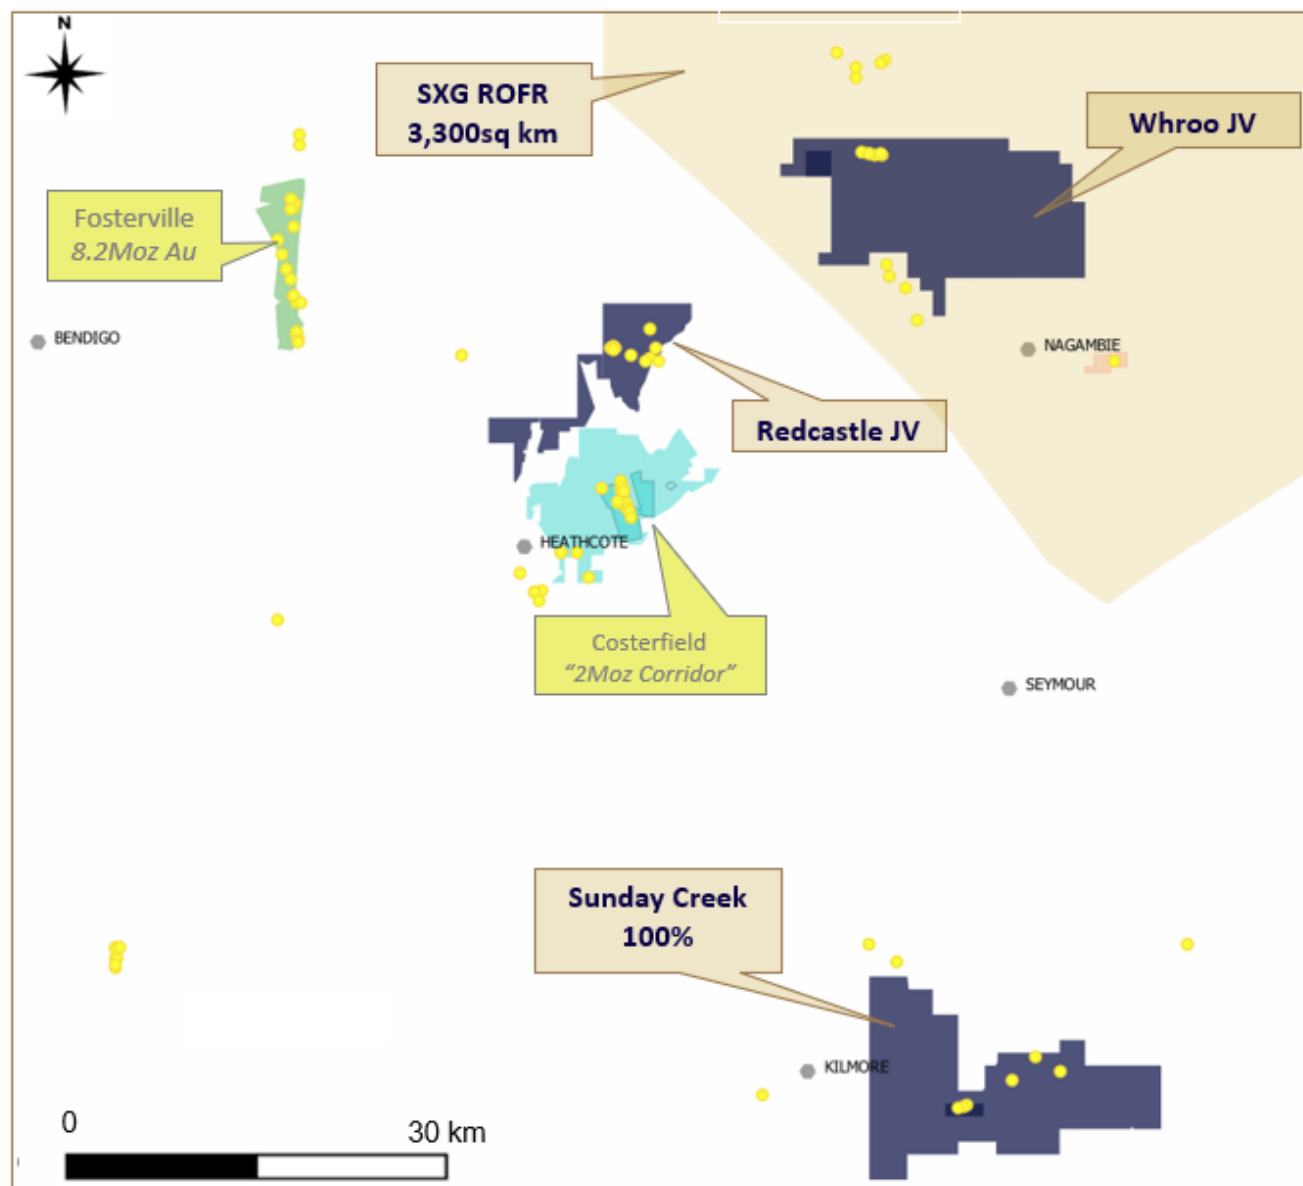 N
SXG ROFR
3,300sq km
Whroo JV
Fosterville
8.2Moz Au
BENDIGO
NAGAMBIE
Redcastle JV
HEATHCOTE
Costerfield
“2Moz Corridor”
SEYMOUR
Sunday Creek
100%
KILMORE
0
30 km